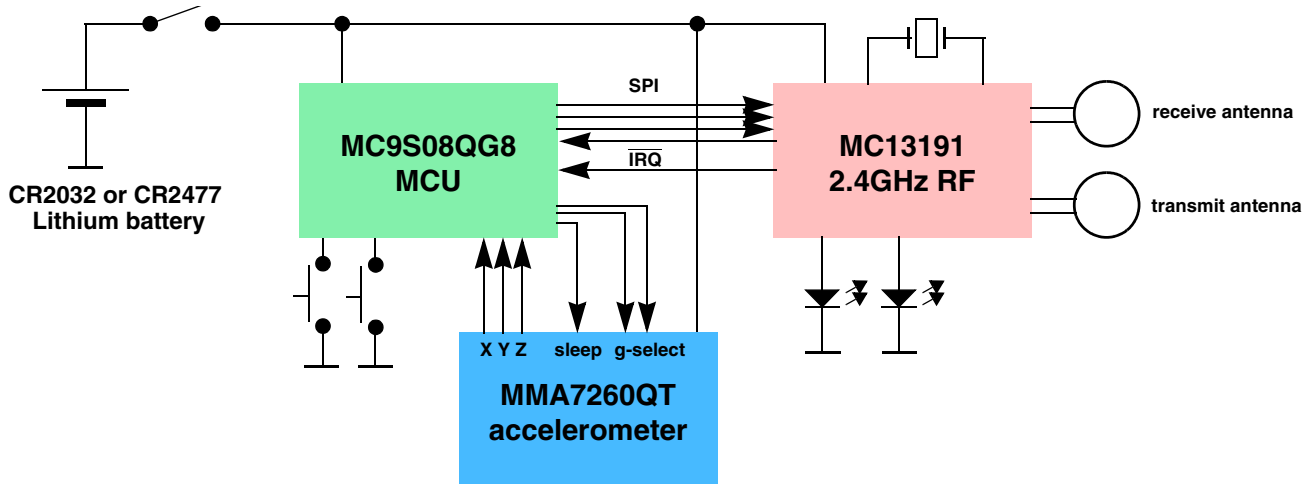 SPI
receive antenna
MC9S08QG8
MCU
MC13191
2.4GHz RF
IRQ
CR2032 or CR2477
Lithium battery
transmit antenna
X Y Z sleep g-select
MMA7260QT
accelerometer